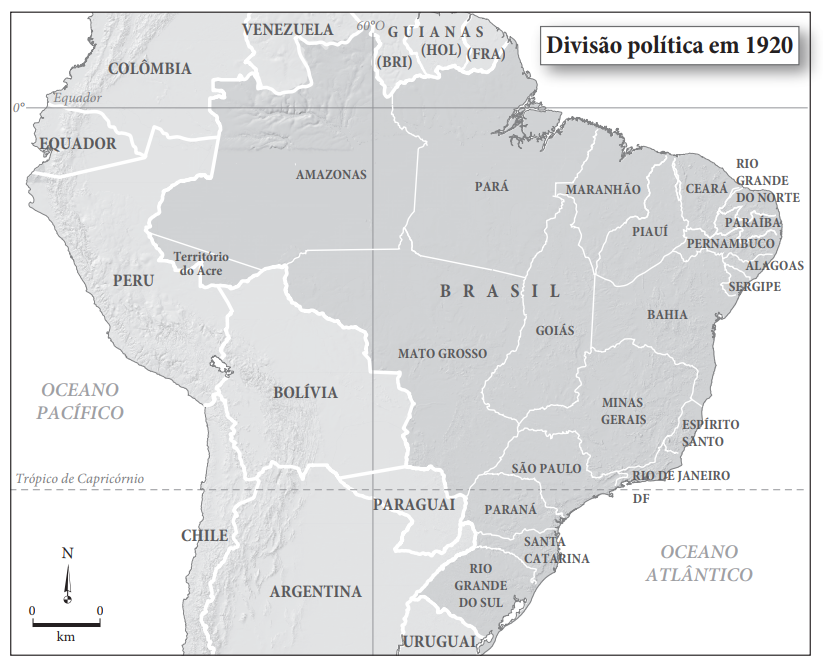 Divisão política em 1920
VENEZUELA
60°O
GUIANAS
(BRI)
(HOL)
(FRA)
COLÔMBIA
0°
Equador
EQUADOR
AMAZONAS
PARÁ
MARANHÃO
CEARÁ
RIO
GRANDE
DO NORTE
PARAÍBA
PIAUÍ
PERNAMBUCO
ALAGOAS
SERGIPE
Território
do Acre
PERU
BRASIL
BAHIA
GOIÁS
MATO GROSSO
OCEANO
PACÍFICO
BOLÍVIA
MINAS
GERAIS
ESPÍRITO
SANTO
SÃO PAULO
RIO DE JANEIRO
DF
Trópico de Capricórnio
PARAGUAI
PARANÁ
CHILE
SANTA
CATARINA
OCEANO
ATLÂNTICO
RIO
GRANDE
DO SUL
ARGENTINA
URUGUAI
N
0 0
km